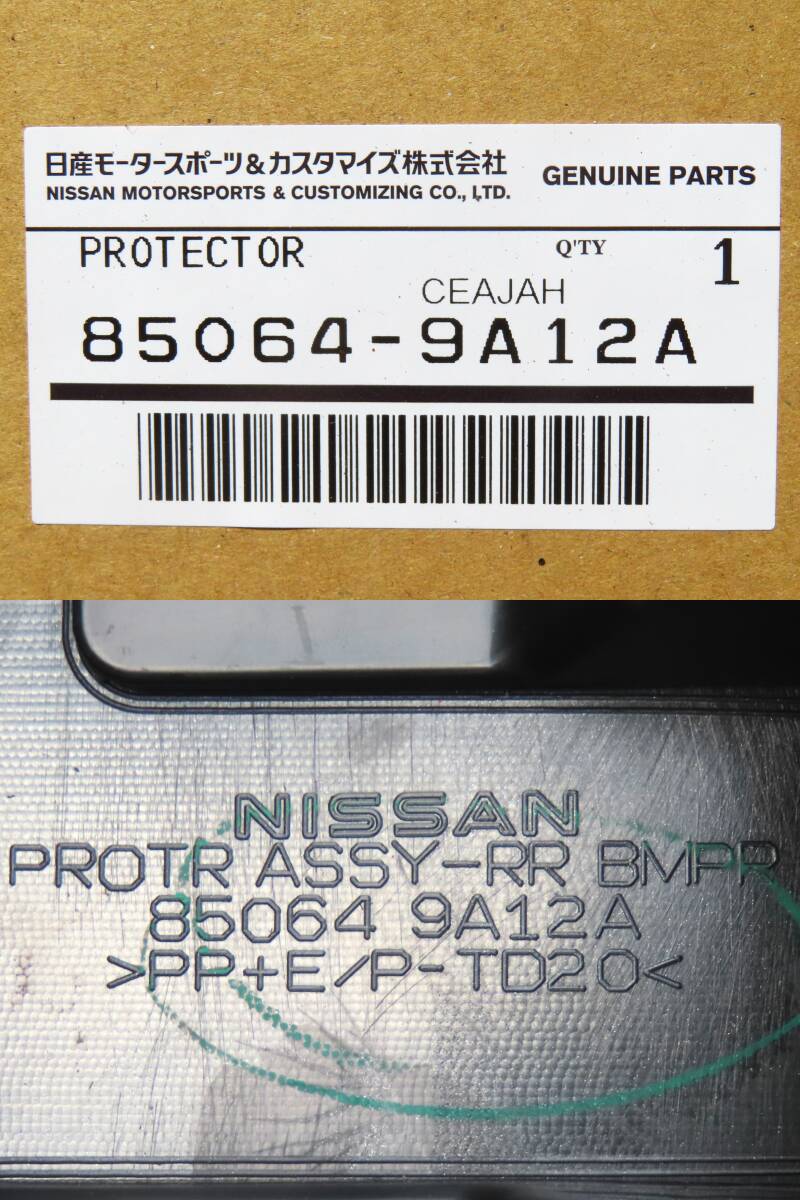 日産モータースポーツ&カスタマイズ株式会社
NISSAN MOTORSPORTS & CUSTOMIZING CO., LTD.
GENUINE PARTS
PROTECTOR
Q'TY
1
CEAJAH
85064-9A12A
NISSAN
PROTR ASSY-RR BMPR
85064 9A12A
>PP+E/P-TD20<